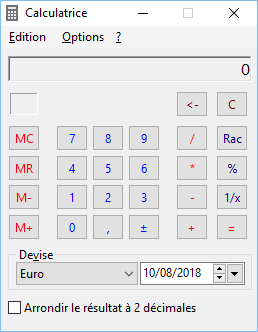 Calculatrice
Edition Options ?
0
<- C
MC 7 8 9 / Rac
MR 4 5 6 * %
M- 1 2 3 - 1/x
M+ 0 , ± + =
Devise
Euro 10/08/2018
Arrondir le résultat à 2 décimales